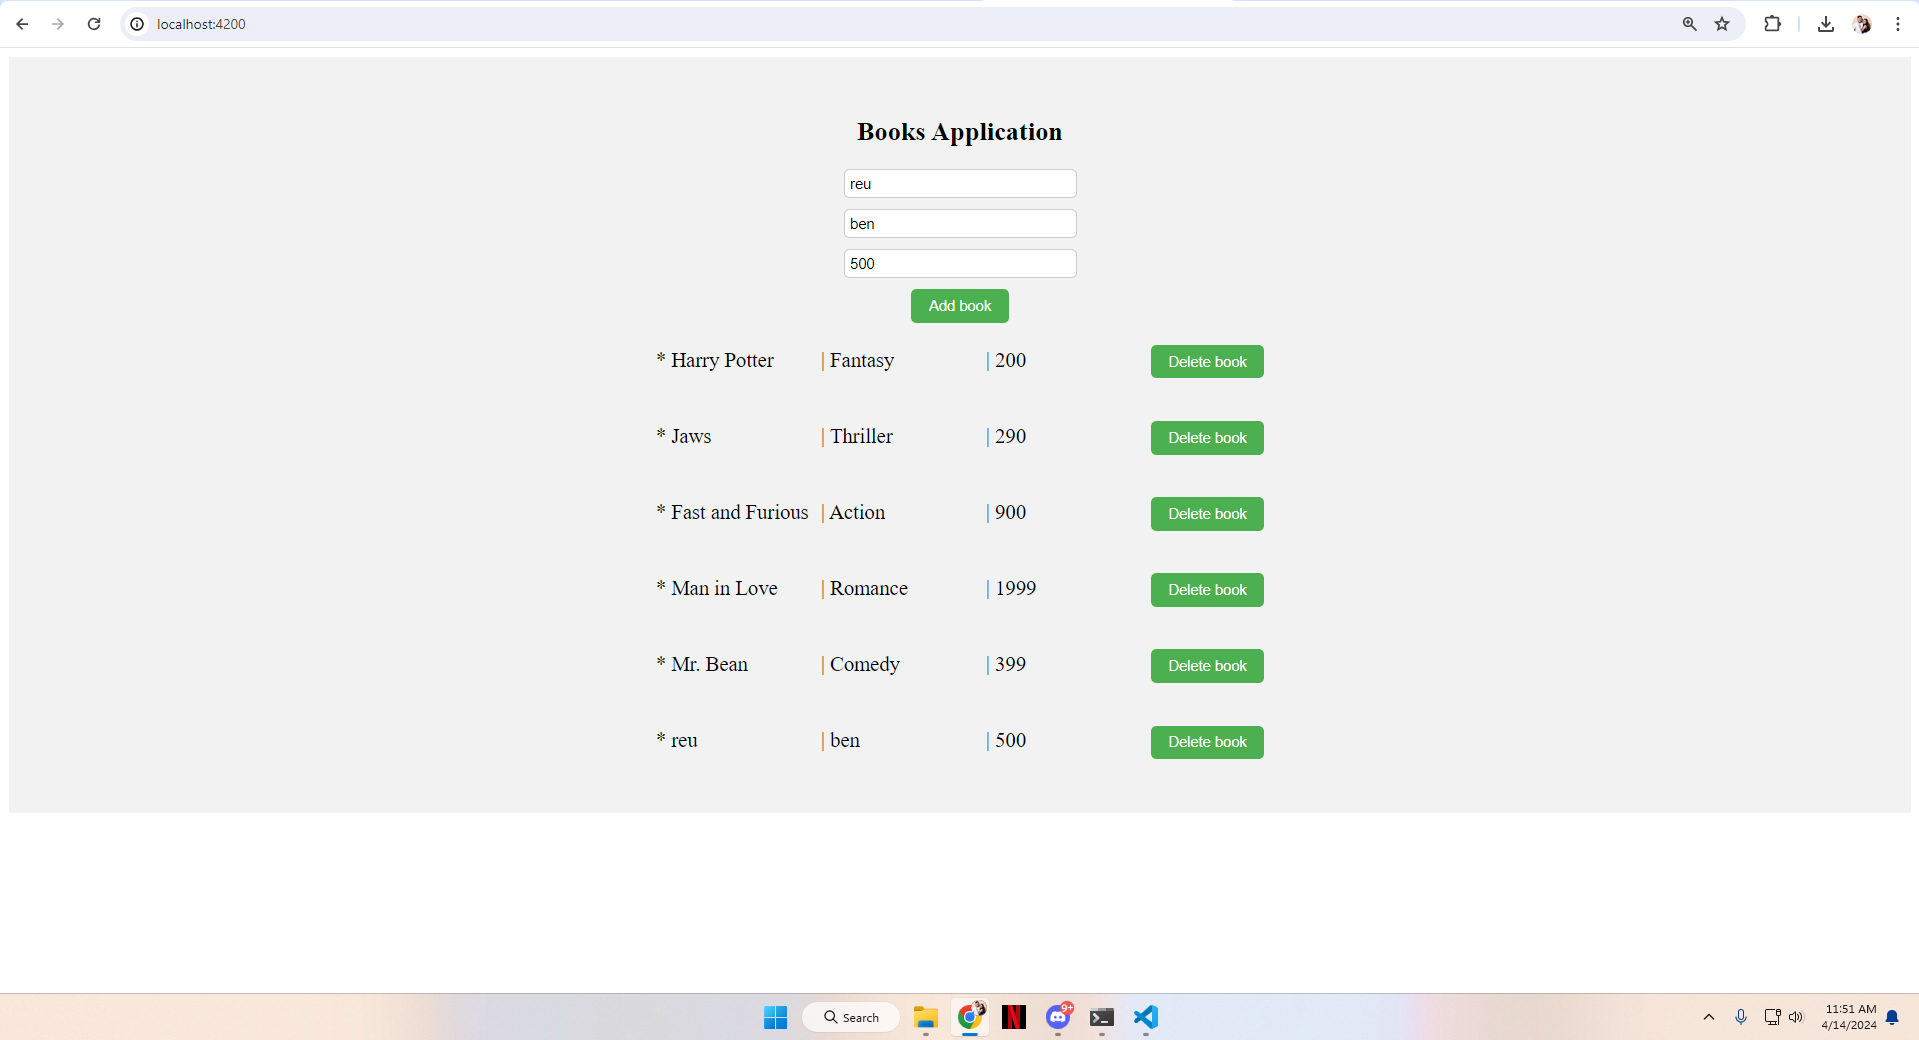 localhost:4200
Books Application
reu
ben
500
Add book
* Harry Potter | Fantasy | 200 Delete book
* Jaws | Thriller | 290 Delete book
* Fast and Furious | Action | 900 Delete book
* Man in Love | Romance | 1999 Delete book
* Mr. Bean | Comedy | 399 Delete book
* reu | ben | 500 Delete book
Search
9+
11:51 AM
4/14/2024